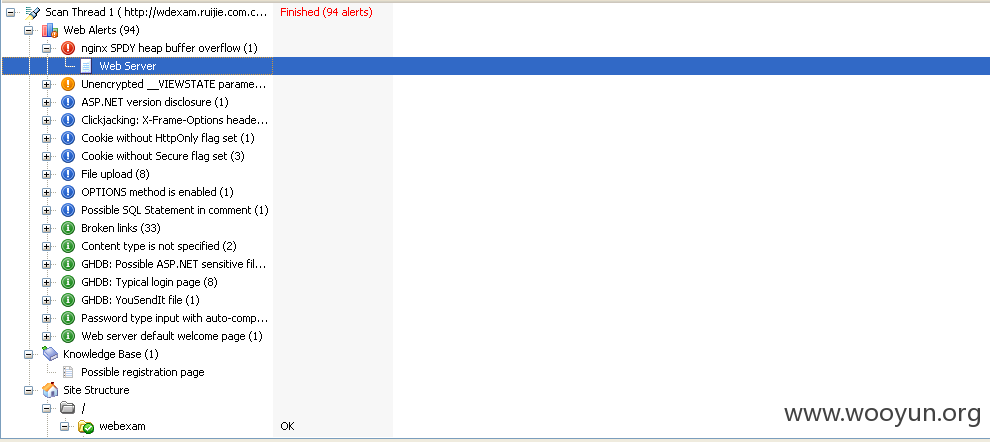 Scan Thread 1 ( http://wdexam.ruijie.com.c... Finished (94 alerts)
Web Alerts (94)
nginx SPDY heap buffer overflow (1)
Web Server
Unencrypted __VIEWSTATE parame...
ASP.NET version disclosure (1)
Clickjacking: X-Frame-Options heade...
Cookie without HttpOnly flag set (1)
Cookie without Secure flag set (3)
File upload (8)
OPTIONS method is enabled (1)
Possible SQL Statement in comment (1)
Broken links (33)
Content type is not specified (2)
GHDB: Possible ASP.NET sensitive fil...
GHDB: Typical login page (8)
GHDB: YouSendIt file (1)
Password type input with auto-comp...
Web server default welcome page (1)
Knowledge Base (1)
Possible registration page
Site Structure
/
webexam OK
www.wooyun.org